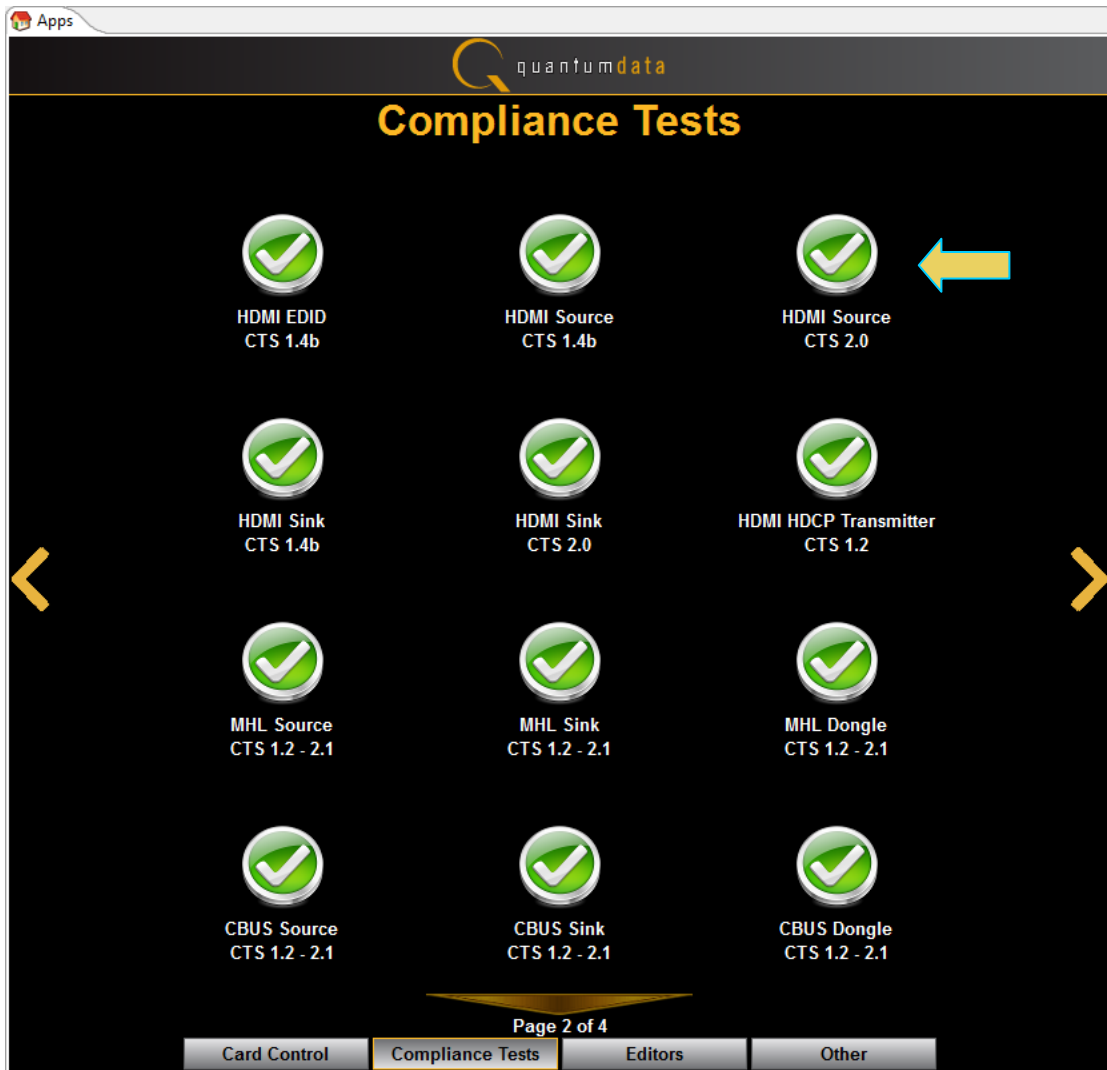 Apps
quantumdata
Compliance Tests
HDMI EDID
CTS 1.4b
HDMI Source
CTS 1.4b
HDMI Source
CTS 2.0
HDMI Sink
CTS 1.4b
HDMI Sink
CTS 2.0
HDMI HDCP Transmitter
CTS 1.2
MHL Source
CTS 1.2 - 2.1
MHL Sink
CTS 1.2 - 2.1
MHL Dongle
CTS 1.2 - 2.1
CBUS Source
CTS 1.2 - 2.1
CBUS Sink
CTS 1.2 - 2.1
CBUS Dongle
CTS 1.2 - 2.1
Page 2 of 4
Card Control
Compliance Tests
Editors
Other